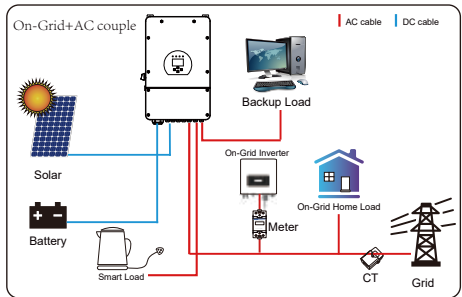 On-Grid+AC couple
AC cable
DC cable
Backup Load
Solar
On-Grid Inverter
On-Grid Home Load
Battery
Meter
Smart Load
CT
Grid